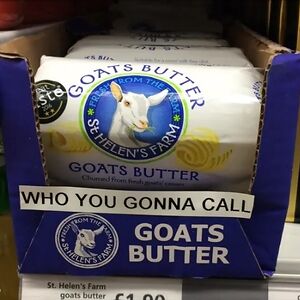 GOATS BUTTER
FRESH FROM THE FARM
ST HELEN'S FARM
GOATS BUTTER
Churned from fresh goats' cream
WHO YOU GONNA CALL
FRESH FROM THE FARM
ST HELEN'S FARM
GOATS
BUTTER
St. Helen's Farm
goats butter